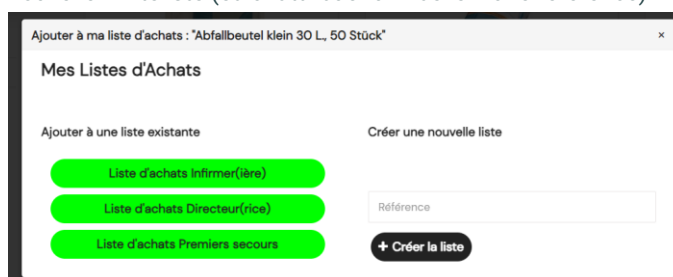 Ajouter à ma liste d'achats : "Abfallbeutel klein 30 L, 50 Stück" ×
Mes Listes d'Achats
Ajouter à une liste existante
Liste d'achats Infirmer(ière)
Liste d'achats Directeur(rice)
Liste d'achats Premiers secours
Créer une nouvelle liste
Référence
+ Créer la liste